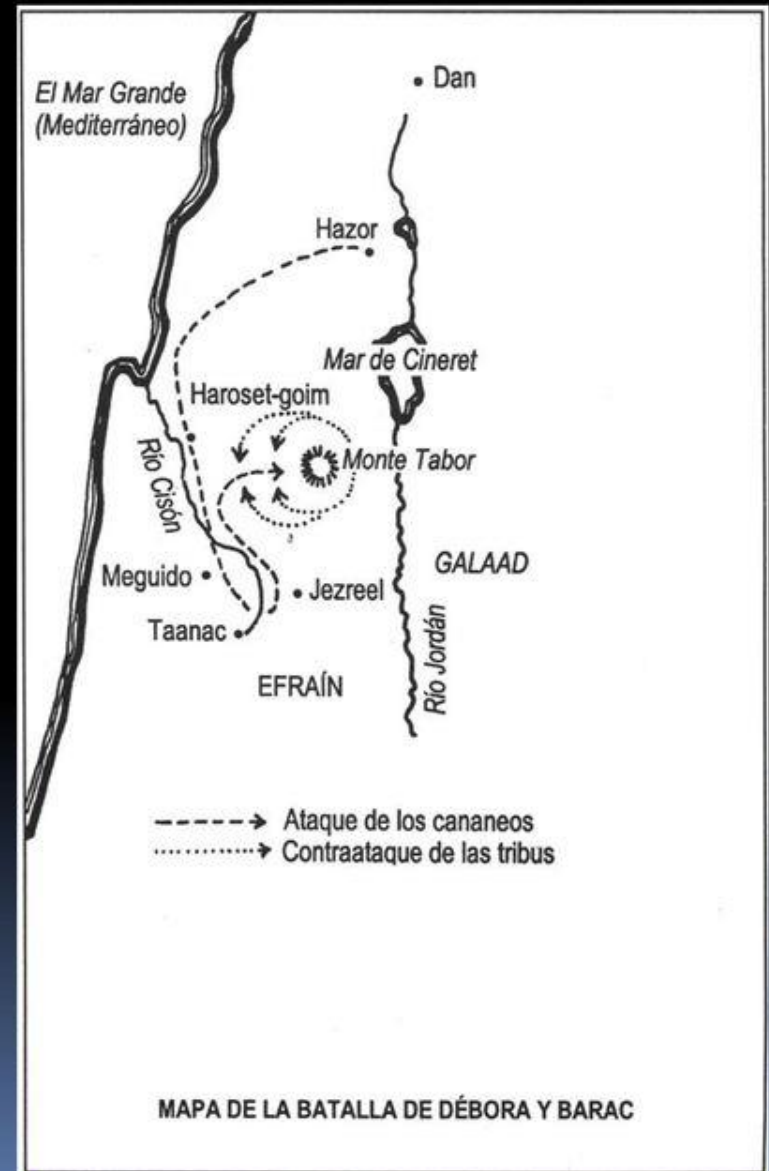 El Mar Grande
(Mediterráneo)
Dan
Hazor
Mar de Cineret
Haroset-goim
Monte Tabor
Río Cisón
GALAAD
Meguido
Jezreel
Taanac
Río Jordán
EFRAÍN
Ataque de los cananeos
Contraataque de las tribus
MAPA DE LA BATALLA DE DÉBORA Y BARAC